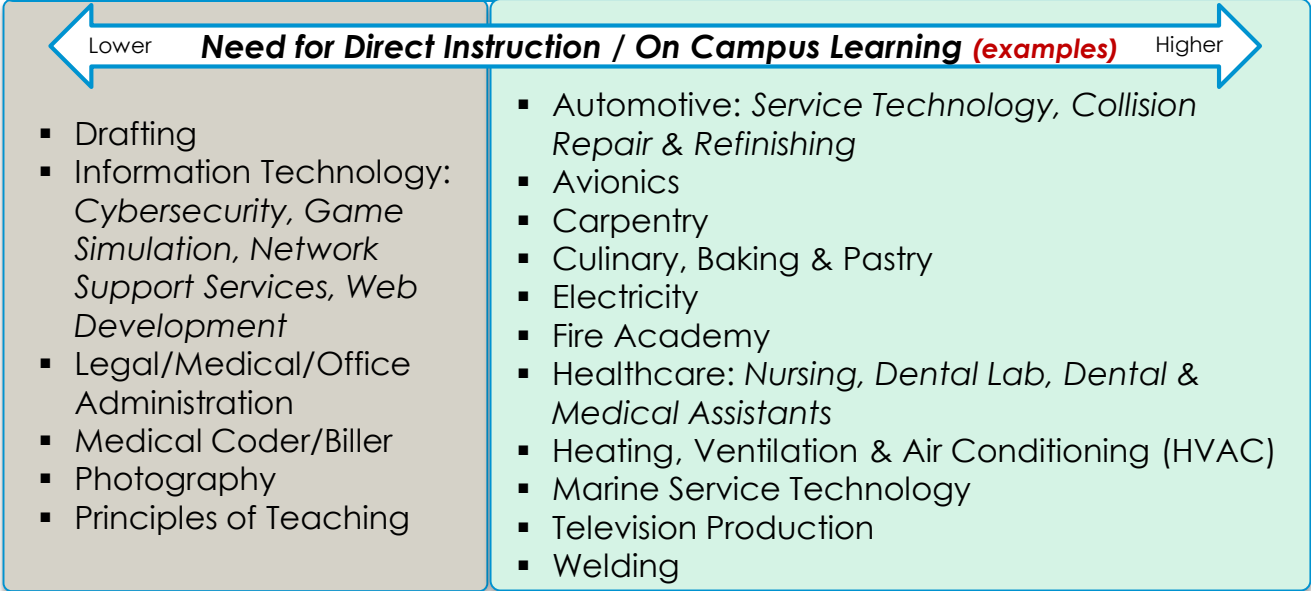 Lower Need for Direct Instruction / On Campus Learning (examples) Higher
▪ Drafting
▪ Information Technology:
Cybersecurity, Game
Simulation, Network
Support Services, Web
Development
▪ Legal/Medical/Office
Administration
▪ Medical Coder/Biller
▪ Photography
▪ Principles of Teaching
▪ Automotive: Service Technology, Collision
Repair & Refinishing
▪ Avionics
▪ Carpentry
▪ Culinary, Baking & Pastry
▪ Electricity
▪ Fire Academy
▪ Healthcare: Nursing, Dental Lab, Dental &
Medical Assistants
▪ Heating, Ventilation & Air Conditioning (HVAC)
▪ Marine Service Technology
▪ Television Production
▪ Welding